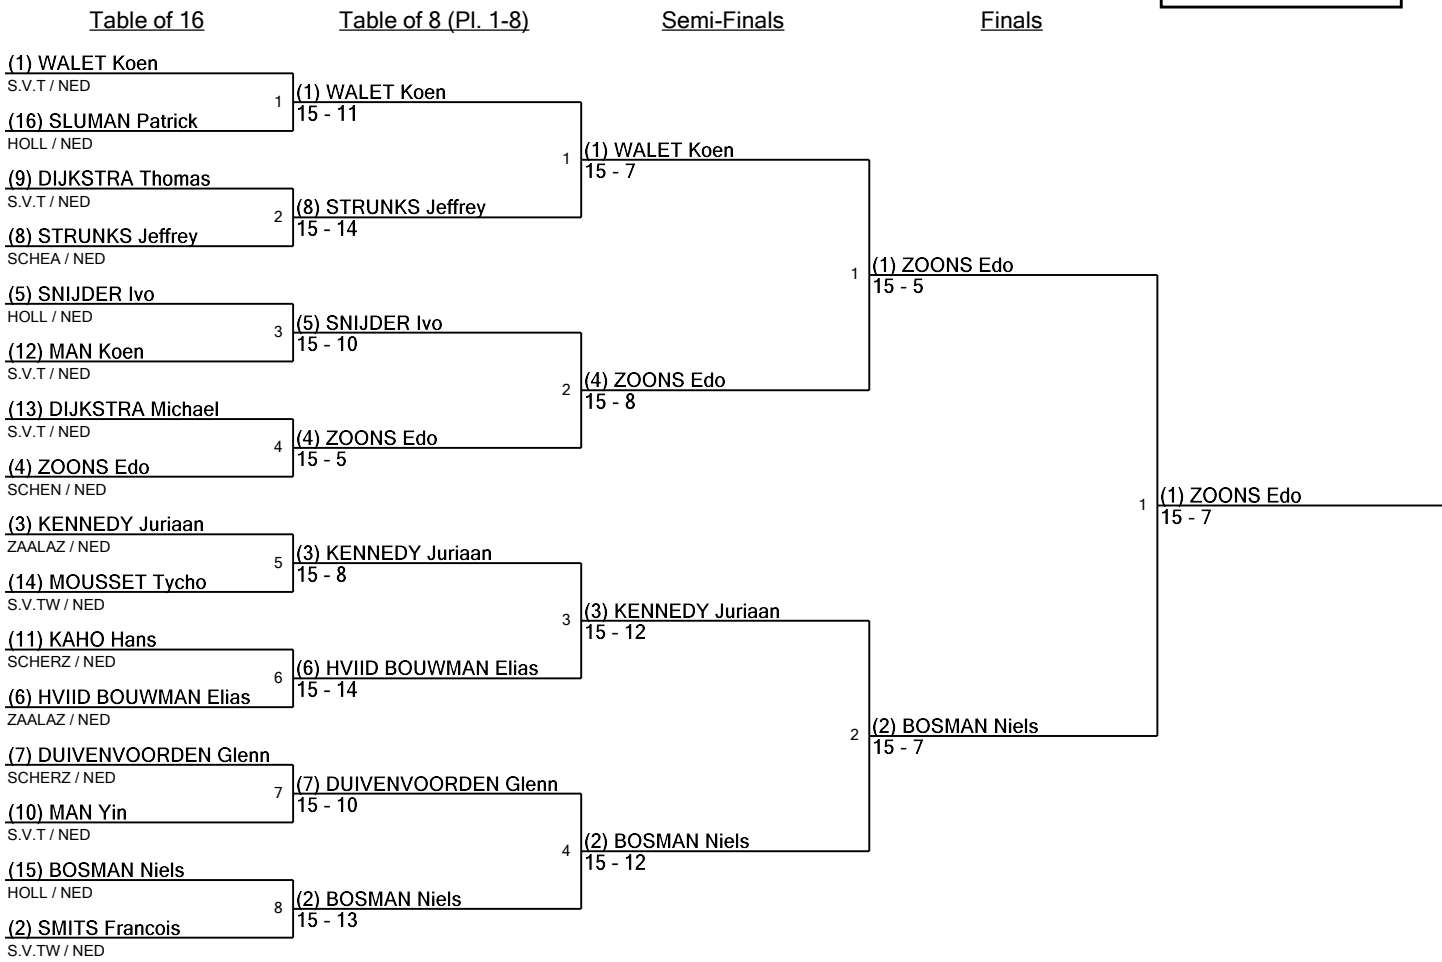 Table of 16
Table of 8 (Pl. 1-8)
Semi-Finals
Finals
(1) WALET Koen
S.V.T / NED
(16) SLUMAN Patrick
HOLL / NED
(9) DIJKSTRA Thomas
S.V.T / NED
(8) STRUNKS Jeffrey
SCHEA / NED
(5) SNIJDER Ivo
HOLL / NED
(12) MAN Koen
S.V.T / NED
(13) DIJKSTRA Michael
S.V.T / NED
(4) ZOONS Edo
SCHEN / NED
(3) KENNEDY Juriaan
ZAALAZ / NED
(14) MOUSSET Tycho
S.V.TW / NED
(11) KAHO Hans
SCHERZ / NED
(6) HVIID BOUWMAN Elias
ZAALAZ / NED
(7) DUIVENVOORDEN Glenn
SCHERZ / NED
(10) MAN Yin
S.V.T / NED
(15) BOSMAN Niels
HOLL / NED
(2) SMITS Francois
S.V.TW / NED
1
(1) WALET Koen
15 - 11
2
(8) STRUNKS Jeffrey
15 - 14
3
(5) SNIJDER Ivo
15 - 10
4
(4) ZOONS Edo
15 - 5
5
(3) KENNEDY Juriaan
15 - 8
6
(6) HVIID BOUWMAN Elias
15 - 14
7
(7) DUIVENVOORDEN Glenn
15 - 10
8
(2) BOSMAN Niels
15 - 13
1
(1) WALET Koen
15 - 7
2
(4) ZOONS Edo
15 - 8
3
(3) KENNEDY Juriaan
15 - 12
4
(2) BOSMAN Niels
15 - 12
1
(1) ZOONS Edo
15 - 5
2
(2) BOSMAN Niels
15 - 7
1
(1) ZOONS Edo
15 - 7